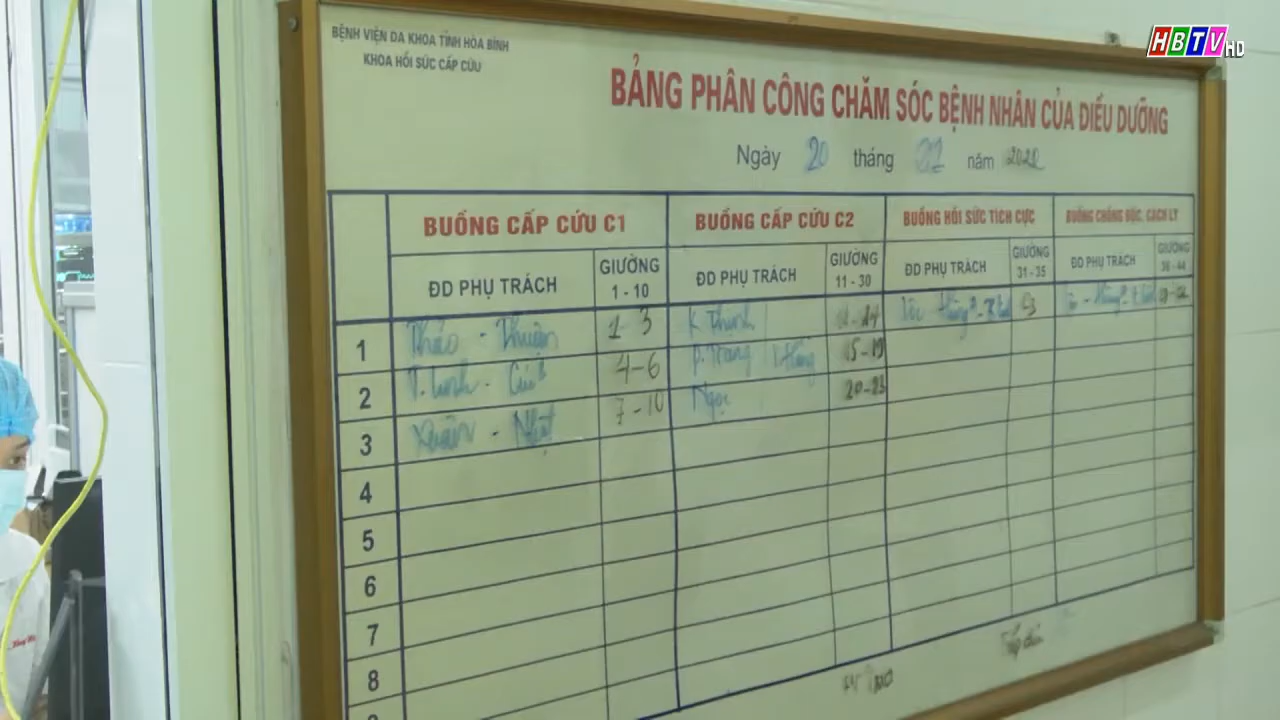 HBTV HD
BỆNH VIỆN ĐA KHOA TỈNH HÒA BÌNH
KHOA HỒI SỨC CẤP CỨU
BẢNG PHÂN CÔNG CHĂM SÓC BỆNH NHÂN CỦA ĐIỀU DƯỠNG
Ngày 20 tháng năm
BUỒNG CẤP CỨU C1 BUỒNG CẤP CỨU C2 BUỒNG HỒI SỨC TÍCH CỰC BUỒNG CHỐNG ĐỘC, CÁCH LY
ĐD PHỤ TRÁCH GIƯỜNG 1 - 10 ĐD PHỤ TRÁCH GIƯỜNG 11 - 30 ĐD PHỤ TRÁCH GIƯỜNG 31 - 35 ĐD PHỤ TRÁCH GIƯỜNG
1 Thảo - Thuận 1-3
2 T. Linh - 4-6 P. Trang 15-19
3 Xuân - Nhật 7-10 Ngọc 20-23
4
5
6
7
8